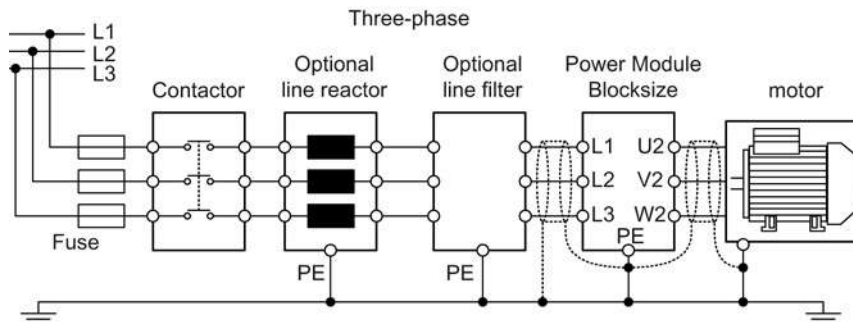 Three-phase
L1
L2
L3
Contactor
Optional
line reactor
Optional
line filter
Power Module
Blocksize
motor
L1 U2
L2 V2
L3 W2
Fuse
PE
PE
PE